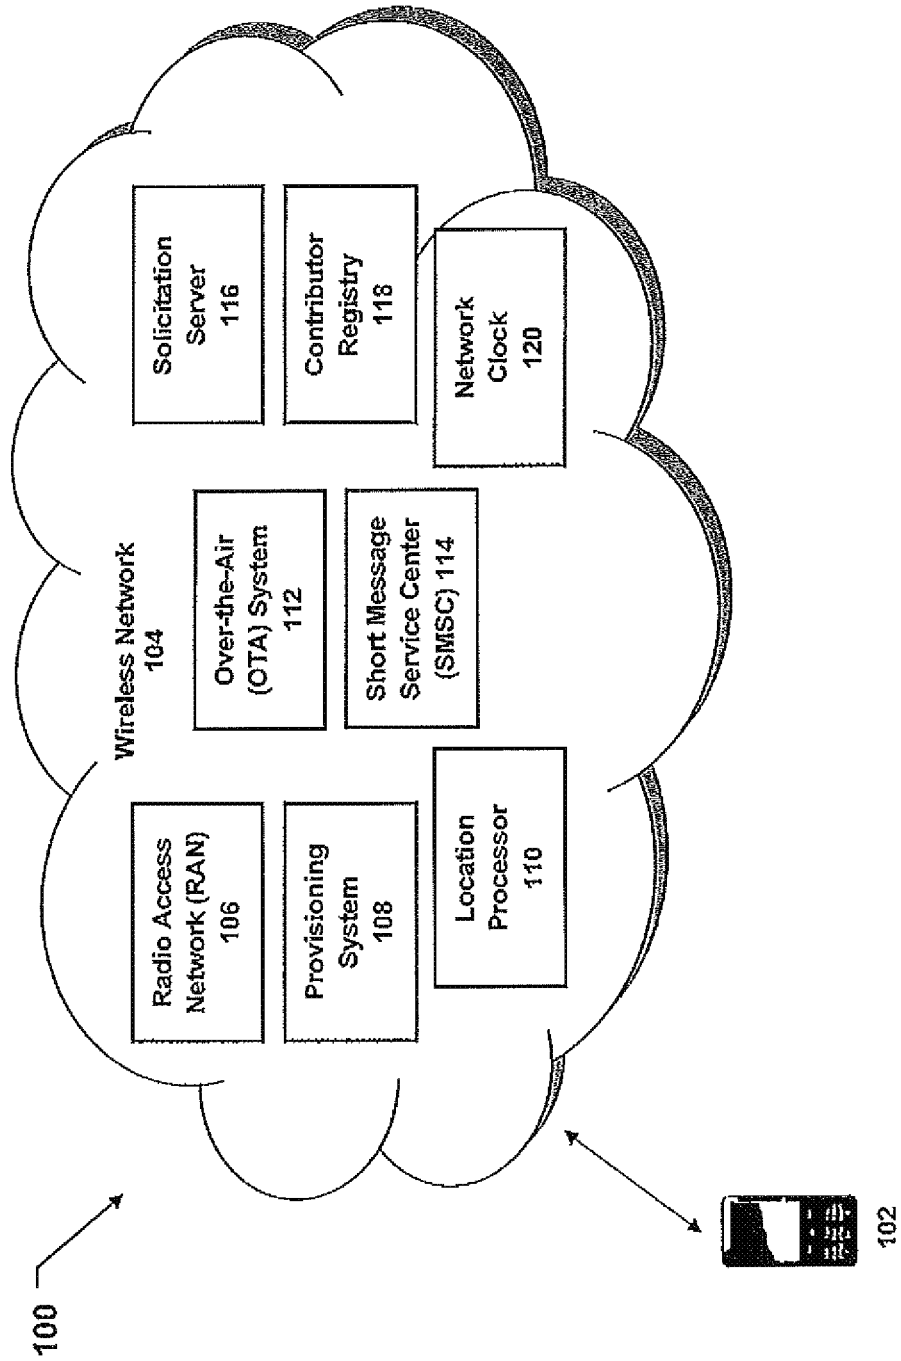 100
Wireless Network
104
Radio Access
Network (RAN)
106
Provisioning
System
108
Location
Processor
110
Over-the-Air
(OTA) System
112
Short Message
Service Center
(SMSC) 114
Solicitation
Server
116
Contributor
Registry
118
Network
Clock
120
102